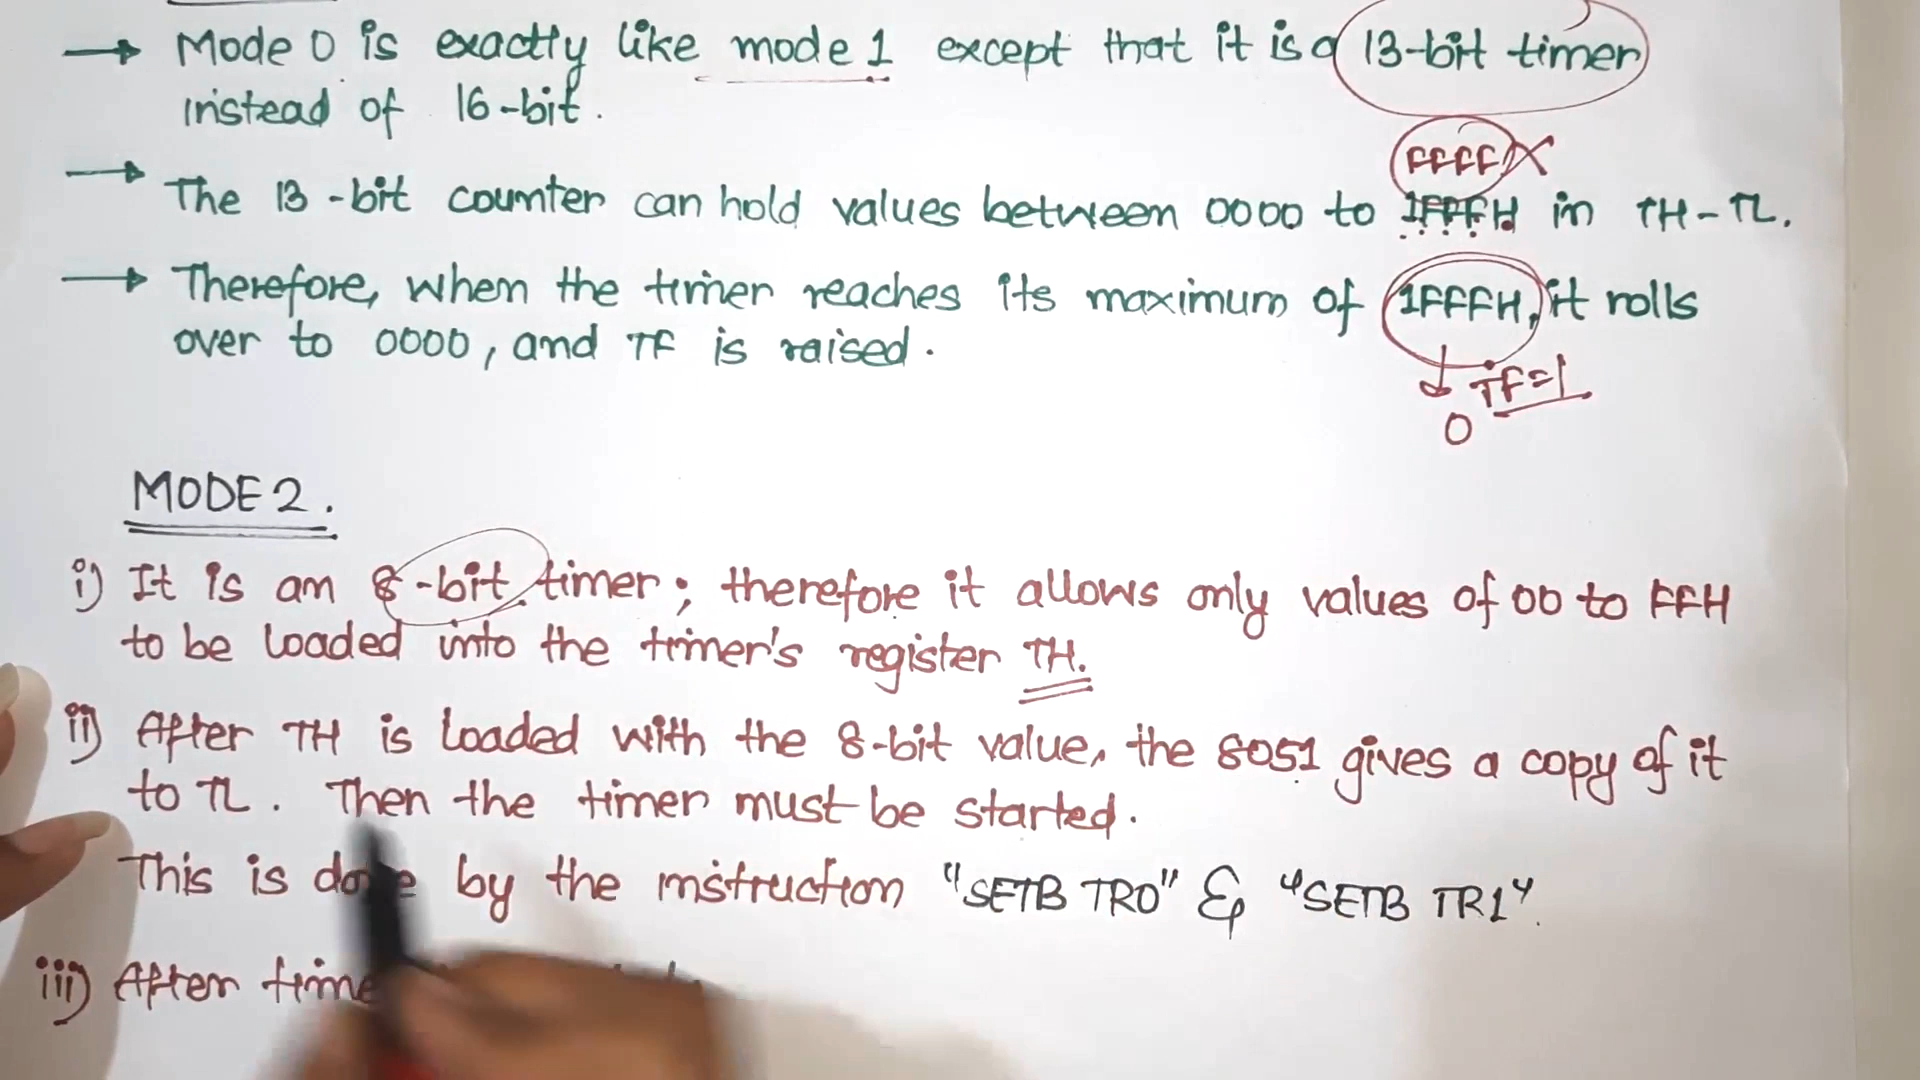 → Mode 0 is exactly like mode 1 except that it is a 13-bit timer
instead of 16-bit.
FFFF X
→ The 13-bit counter can hold values between 0000 to 1FFFH in TH-TL.
→ Therefore, when the timer reaches its maximum of 1FFFH, it rolls
over to 0000, and TF is raised.
TF=1
0
MODE 2.
i) It is an 8-bit timer; therefore it allows only values of 00 to FFH
to be loaded into the timer's register TH.
ii) After TH is loaded with the 8-bit value, the 8051 gives a copy of it
to TL. Then the timer must be started.
This is done by the instruction "SETB TR0" & "SETB TR1".
iii) After